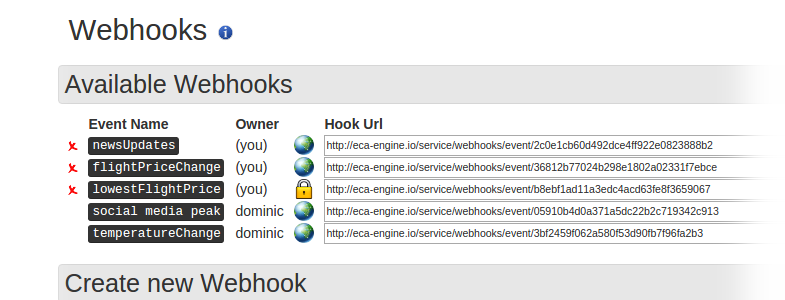 Webhooks
Available Webhooks
Event Name Owner Hook Url
newsUpdates (you) http://eca-engine.io/service/webhooks/event/2c0e1cb60d492dce4ff922e0823888b2
flightPriceChange (you) http://eca-engine.io/service/webhooks/event/36812b77024b298e1802a02331f7ebce
lowestFlightPrice (you) http://eca-engine.io/service/webhooks/event/b8ebf1ad11a3edc4acd63fe8f3659067
social media peak dominic http://eca-engine.io/service/webhooks/event/05910b4d0a371a5dc22b2c719342c913
temperatureChange dominic http://eca-engine.io/service/webhooks/event/3bf2459f062a580f53d90fb7f96fa2b3
Create new Webhook